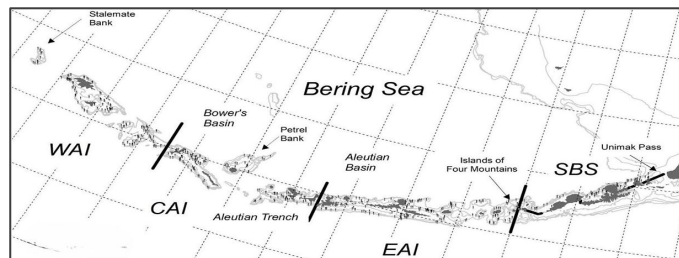 Stalemate
Bank
Bering Sea
Bower's
Basin
Petrel
Bank
Unimak Pass
Aleutian
Basin
Islands of
Four Mountains
SBS
WAI
CAI
Aleutian Trench
EAI